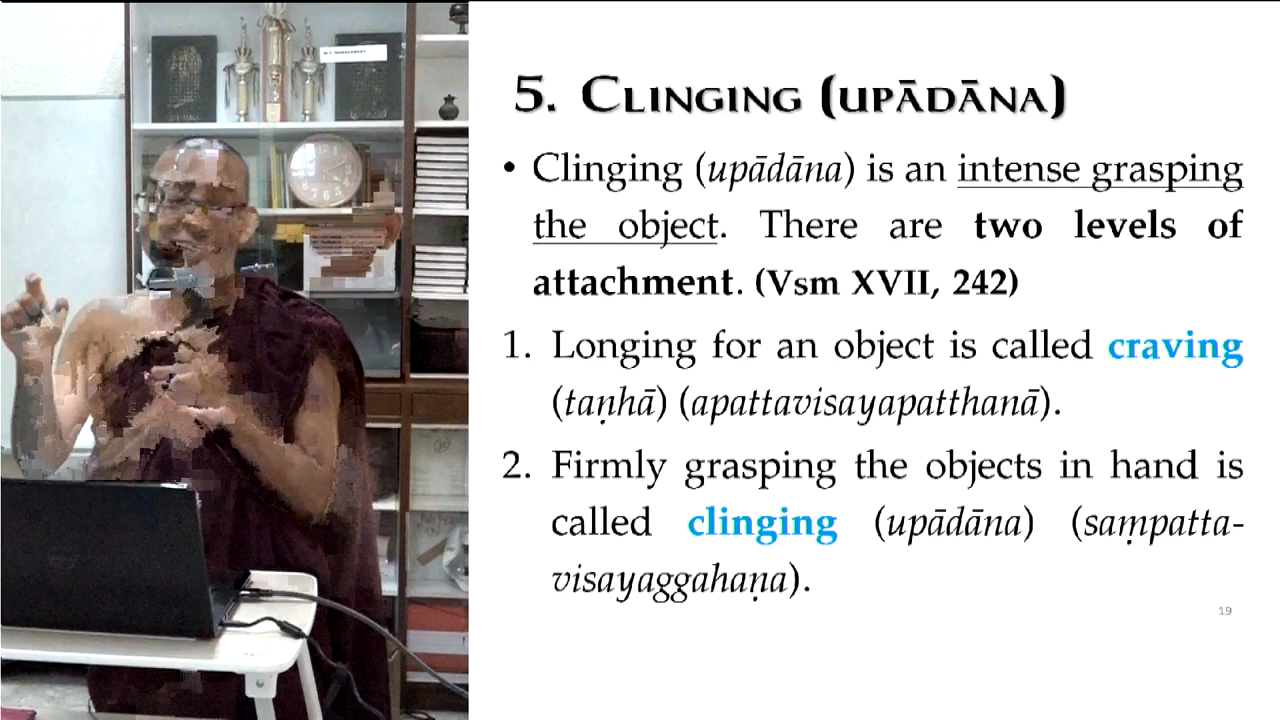 5. CLINGING (UPĀDĀNA)
• Clinging (upādāna) is an intense grasping
the object. There are two levels of
attachment. (Vsm XVII, 242)
1. Longing for an object is called craving
(taṇhā) (apattavisayapatthanā).
2. Firmly grasping the objects in hand is
called clinging (upādāna) (saṃpatta-
visayaggahaṇa).
19